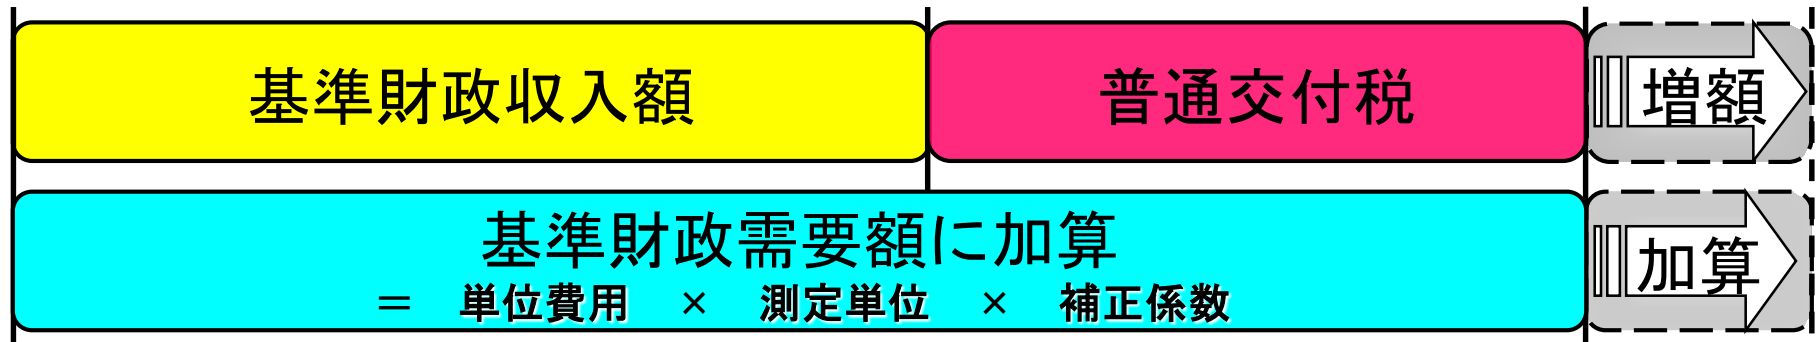 基準財政収入額
普通交付税
増額
基準財政需要額に加算
加算
＝　単位費用　×　測定単位　×　補正係数